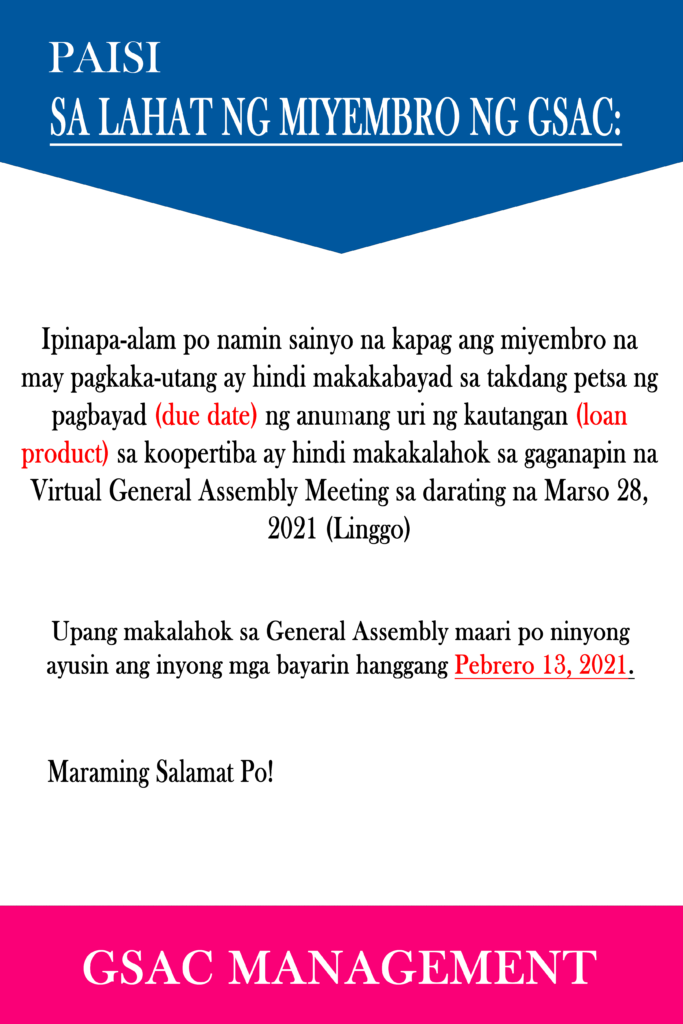 PAISI
SA LAHAT NG MIYEMBRO NG GSAC:
Ipinapa-alam po namin sainyo na kapag ang miyembro na
may pagkaka-utang ay hindi makakabayad sa takdang petsa ng
pagbayad (due date) ng anumang uri ng kautangan (loan
product) sa koopertiba ay hindi makakalahok sa gaganapin na
Virtual General Assembly Meeting sa darating na Marso 28,
2021 (Linggo)
Upang makalahok sa General Assembly maari po ninyong
ayusin ang inyong mga bayarin hanggang Pebrero 13, 2021.
Maraming Salamat Po!
GSAC MANAGEMENT